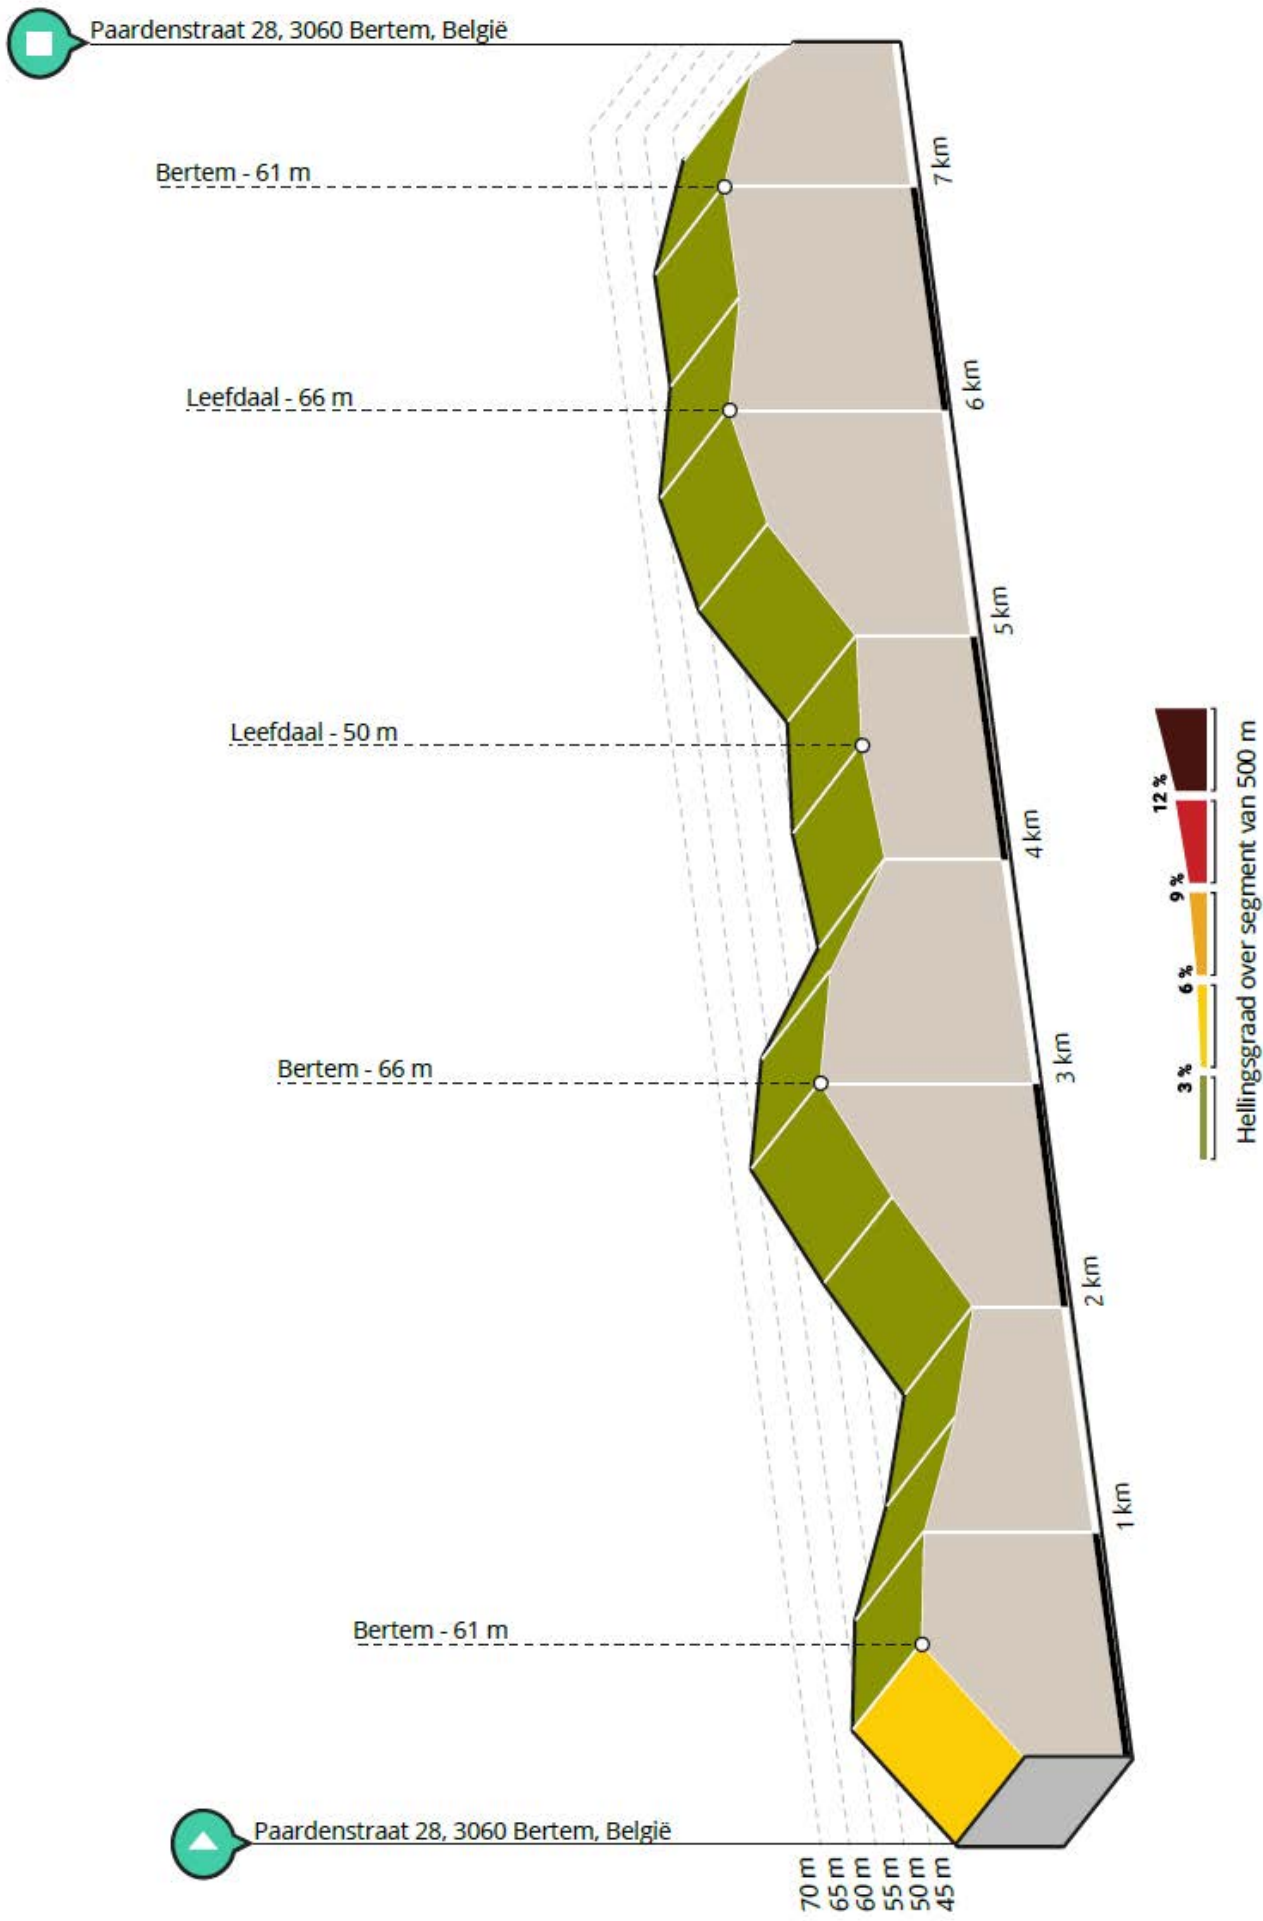 Paardenstraat 28, 3060 Bertem, België
Bertem - 61 m
Leefdaal - 66 m
Leefdaal - 50 m
Bertem - 66 m
Bertem - 61 m
Paardenstraat 28, 3060 Bertem, België
7 km
6 km
5 km
4 km
3 km
2 km
1 km
70 m
65 m
60 m
55 m
50 m
45 m
3 %
6 %
9 %
12 %
Hellingsgraad over segment van 500 m